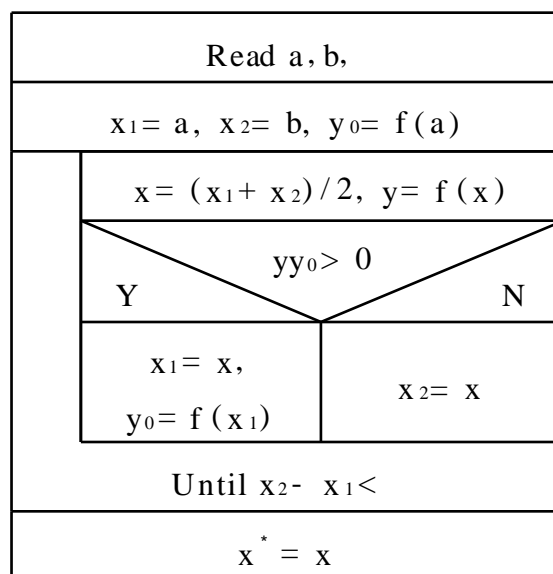 Read a, b,
x₁= a, x₂= b, y₀= f(a)
x= (x₁+ x₂)/2, y= f(x)
yy₀> 0
Y N
x₁= x,
y₀= f(x₁)
x₂= x
Until x₂- x₁<
x* = x